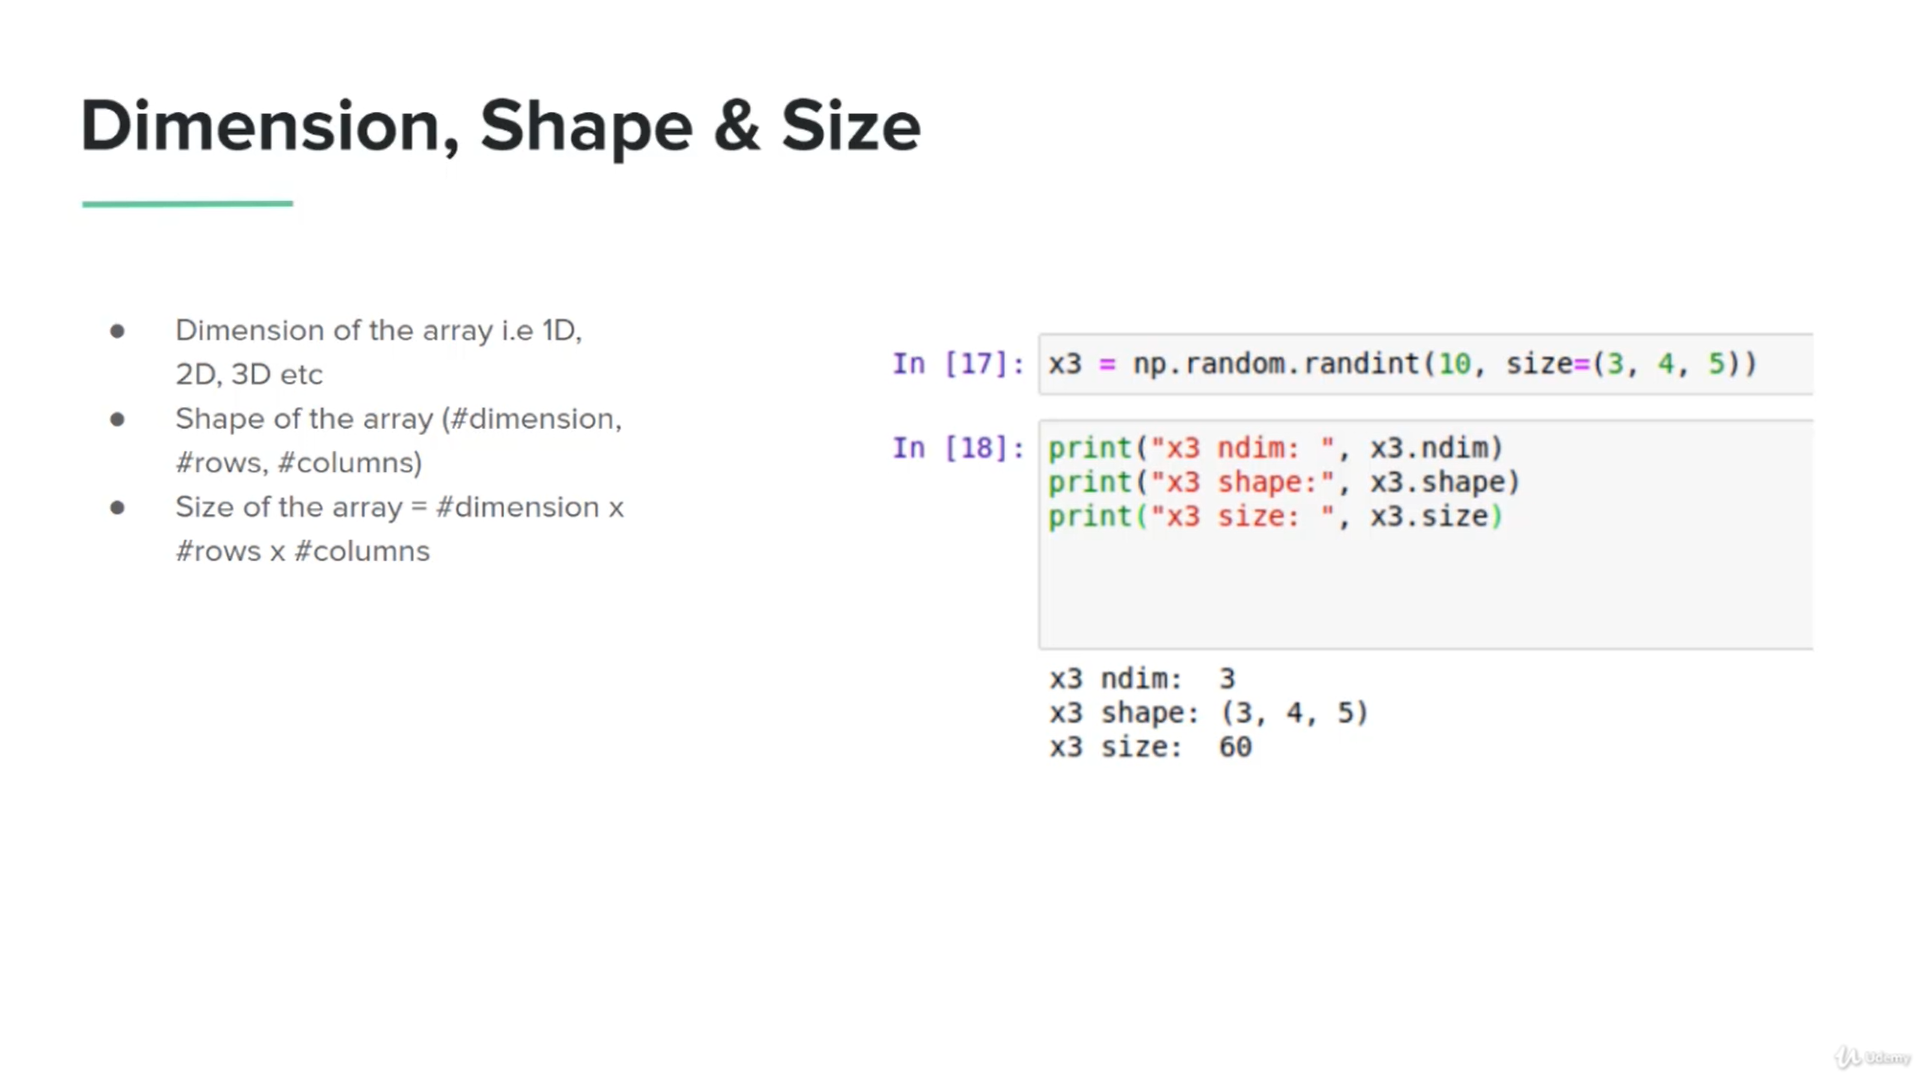 Dimension, Shape & Size
● Dimension of the array i.e 1D,
2D, 3D etc
● Shape of the array (#dimension,
#rows, #columns)
● Size of the array = #dimension x
#rows x #columns
In [17]: x3 = np.random.randint(10, size=(3, 4, 5))
In [18]: print("x3 ndim: ", x3.ndim)
print("x3 shape:", x3.shape)
print("x3 size: ", x3.size)
x3 ndim:  3
x3 shape: (3, 4, 5)
x3 size:  60
Udemy